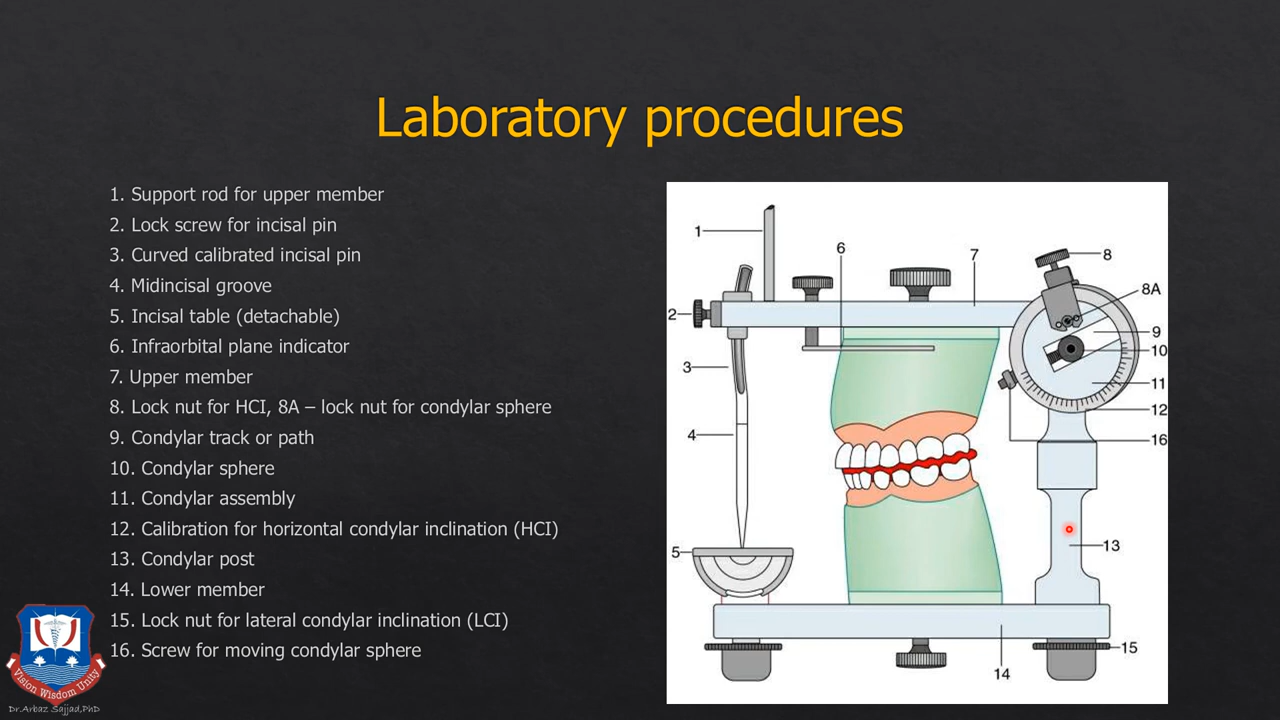 Laboratory procedures
1. Support rod for upper member
2. Lock screw for incisal pin
3. Curved calibrated incisal pin
4. Midincisal groove
5. Incisal table (detachable)
6. Infraorbital plane indicator
7. Upper member
8. Lock nut for HCI, 8A – lock nut for condylar sphere
9. Condylar track or path
10. Condylar sphere
11. Condylar assembly
12. Calibration for horizontal condylar inclination (HCI)
13. Condylar post
14. Lower member
15. Lock nut for lateral condylar inclination (LCI)
16. Screw for moving condylar sphere
1
6
7
8
8A
2
9
10
3
11
12
4
16
5
13
15
14
Vision Wisdom Unity
Dr.Arbaz Sajjad,PhD